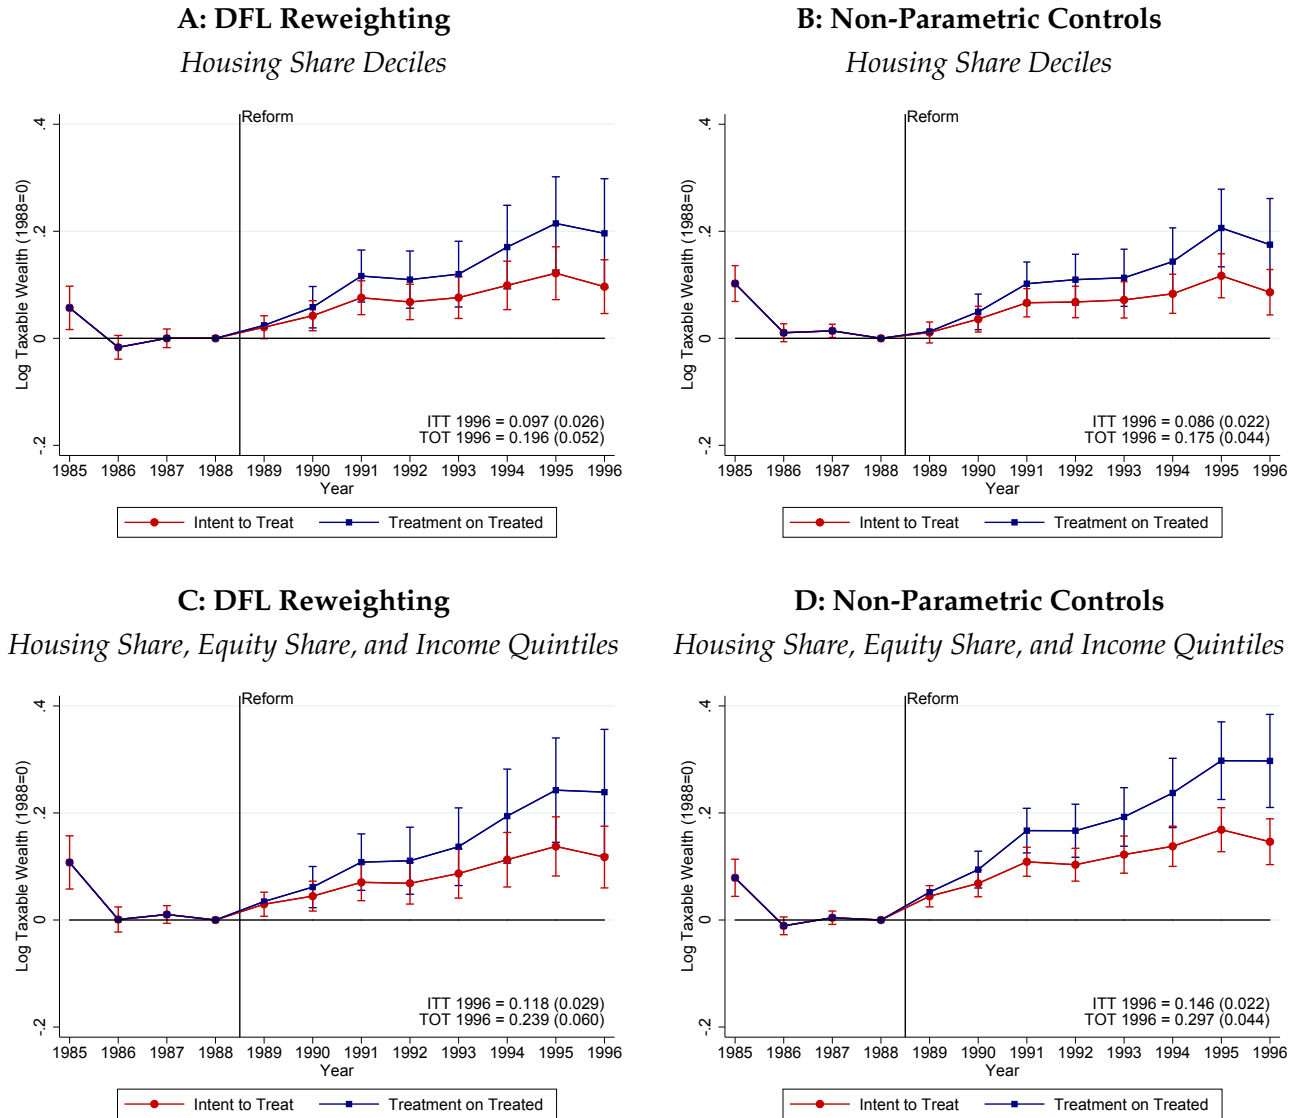 A: DFL Reweighting
Housing Share Deciles
Log Taxable Wealth (1988=0)
.4
.2
0
-.2
Reform
ITT 1996 = 0.097 (0.026)
TOT 1996 = 0.196 (0.052)
1985 1986 1987 1988 1989 1990 1991 1992 1993 1994 1995 1996
Year
Intent to Treat Treatment on Treated
B: Non-Parametric Controls
Housing Share Deciles
Log Taxable Wealth (1988=0)
.4
.2
0
-.2
Reform
ITT 1996 = 0.086 (0.022)
TOT 1996 = 0.175 (0.044)
1985 1986 1987 1988 1989 1990 1991 1992 1993 1994 1995 1996
Year
Intent to Treat Treatment on Treated
C: DFL Reweighting
Housing Share, Equity Share, and Income Quintiles
Log Taxable Wealth (1988=0)
.4
.2
0
-.2
Reform
ITT 1996 = 0.118 (0.029)
TOT 1996 = 0.239 (0.060)
1985 1986 1987 1988 1989 1990 1991 1992 1993 1994 1995 1996
Year
Intent to Treat Treatment on Treated
D: Non-Parametric Controls
Housing Share, Equity Share, and Income Quintiles
Log Taxable Wealth (1988=0)
.4
.2
0
-.2
Reform
ITT 1996 = 0.146 (0.022)
TOT 1996 = 0.297 (0.044)
1985 1986 1987 1988 1989 1990 1991 1992 1993 1994 1995 1996
Year
Intent to Treat Treatment on Treated